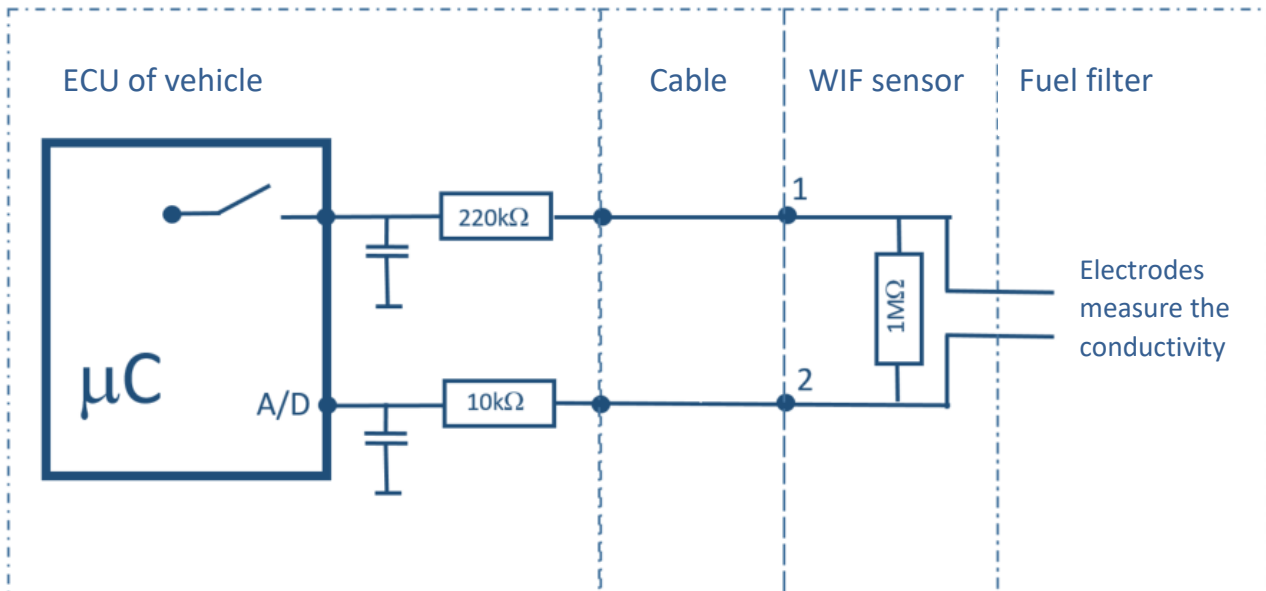 ECU of vehicle
Cable
WIF sensor
Fuel filter
220kΩ
1
1MΩ
Electrodes
measure the
conductivity
μC
A/D
10kΩ
2